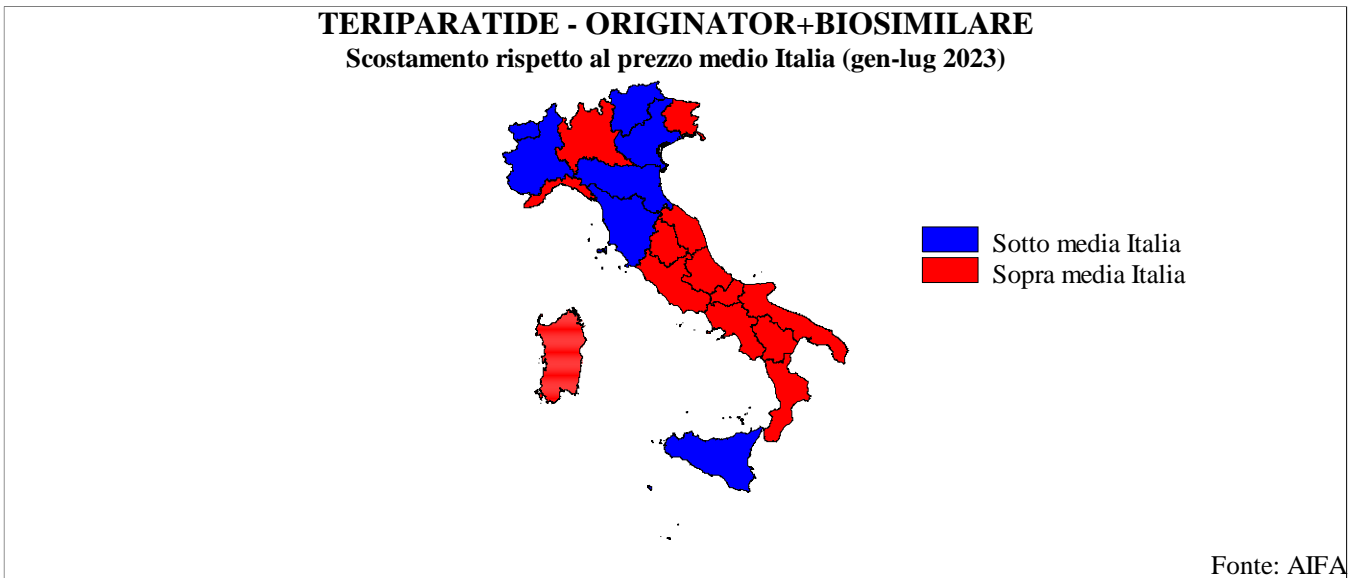 TERIPARATIDE - ORIGINATOR+BIOSIMILARE
Scostamento rispetto al prezzo medio Italia (gen-lug 2023)
Sotto media Italia
Sopra media Italia
Fonte: AIFA